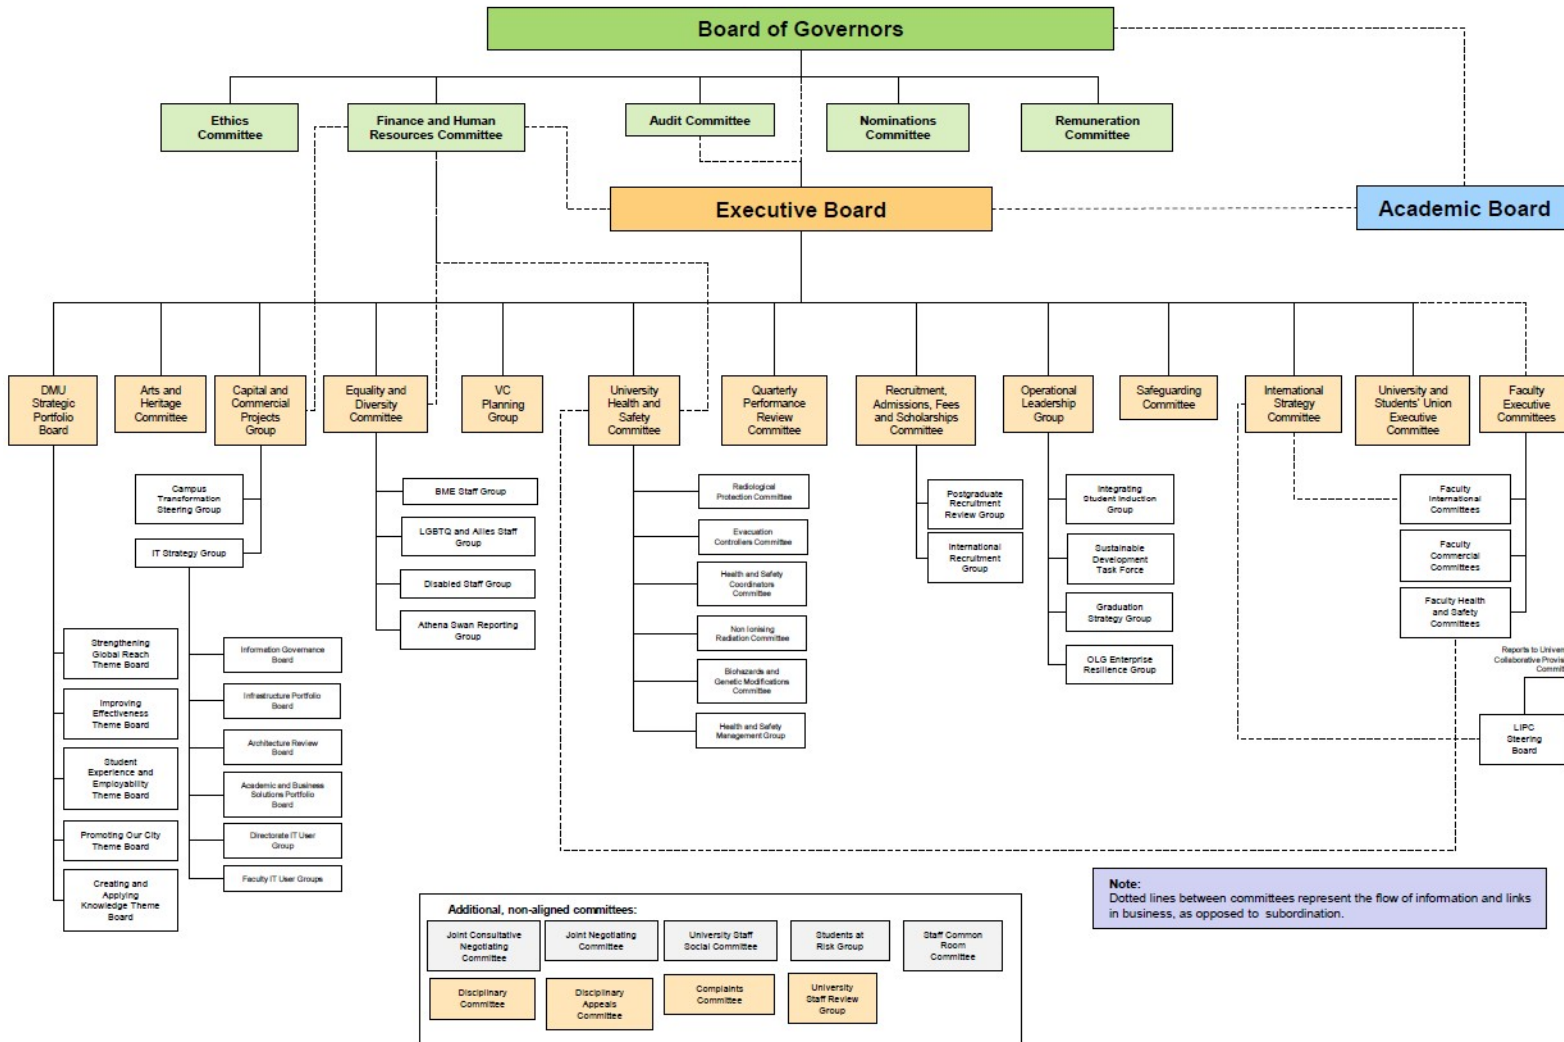 Board of Governors
Ethics
Committee
Finance and Human
Resources Committee
Audit Committee
Nominations
Committee
Remuneration
Committee
Executive Board
Academic Board
DMU
Strategic
Portfolio
Board
Arts and
Heritage
Committee
Capital and
Commercial
Projects
Group
Equality and
Diversity
Committee
VC
Planning
Group
University
Health and
Safety
Committee
Quarterly
Performance
Review
Committee
Recruitment,
Admissions, Fees
and Scholarships
Committee
Operational
Leadership
Group
Safeguarding
Committee
International
Strategy
Committee
University and
Students' Union
Executive
Committee
Faculty
Executive
Committees
Campus
Transformation
Steering Group
IT Strategy Group
BME Staff Group
LGBTQ and Allies Staff
Group
Disabled Staff Group
Athena Swan Reporting
Group
Radiological
Protection Committee
Evacuation
Controllers Committee
Health and Safety
Coordinators
Committee
Non Ionising
Radiation Committee
Biohazards and
Genetic Modifications
Committee
Health and Safety
Management Group
Postgraduate
Recruitment
Review Group
International
Recruitment
Group
Integrating
Student Induction
Group
Sustainable
Development
Task Force
Graduation
Strategy Group
OLG Enterprise
Resilience Group
Faculty
International
Committees
Faculty
Commercial
Committees
Faculty Health
and Safety
Committees
Reports to Univer
Collaborative Provis
Commit
LIPC
Steering
Board
Strengthening
Global Reach
Theme Board
Improving
Effectiveness
Theme Board
Student
Experience and
Employability
Theme Board
Promoting Our City
Theme Board
Creating and
Applying
Knowledge Theme
Board
Information Governance
Board
Infrastructure Portfolio
Board
Architecture Review
Board
Academic and Business
Solutions Portfolio
Board
Directorate IT User
Group
Faculty IT User Groups
Additional, non-aligned committees:
Joint Consultative
Negotiating
Committee
Joint Negotiating
Committee
University Staff
Social Committee
Students at
Risk Group
Staff Common
Room
Committee
Disciplinary
Committee
Disciplinary
Appeals
Committee
Complaints
Committee
University
Staff Review
Group
Note:
Dotted lines between committees represent the flow of information and links
in business, as opposed to subordination.